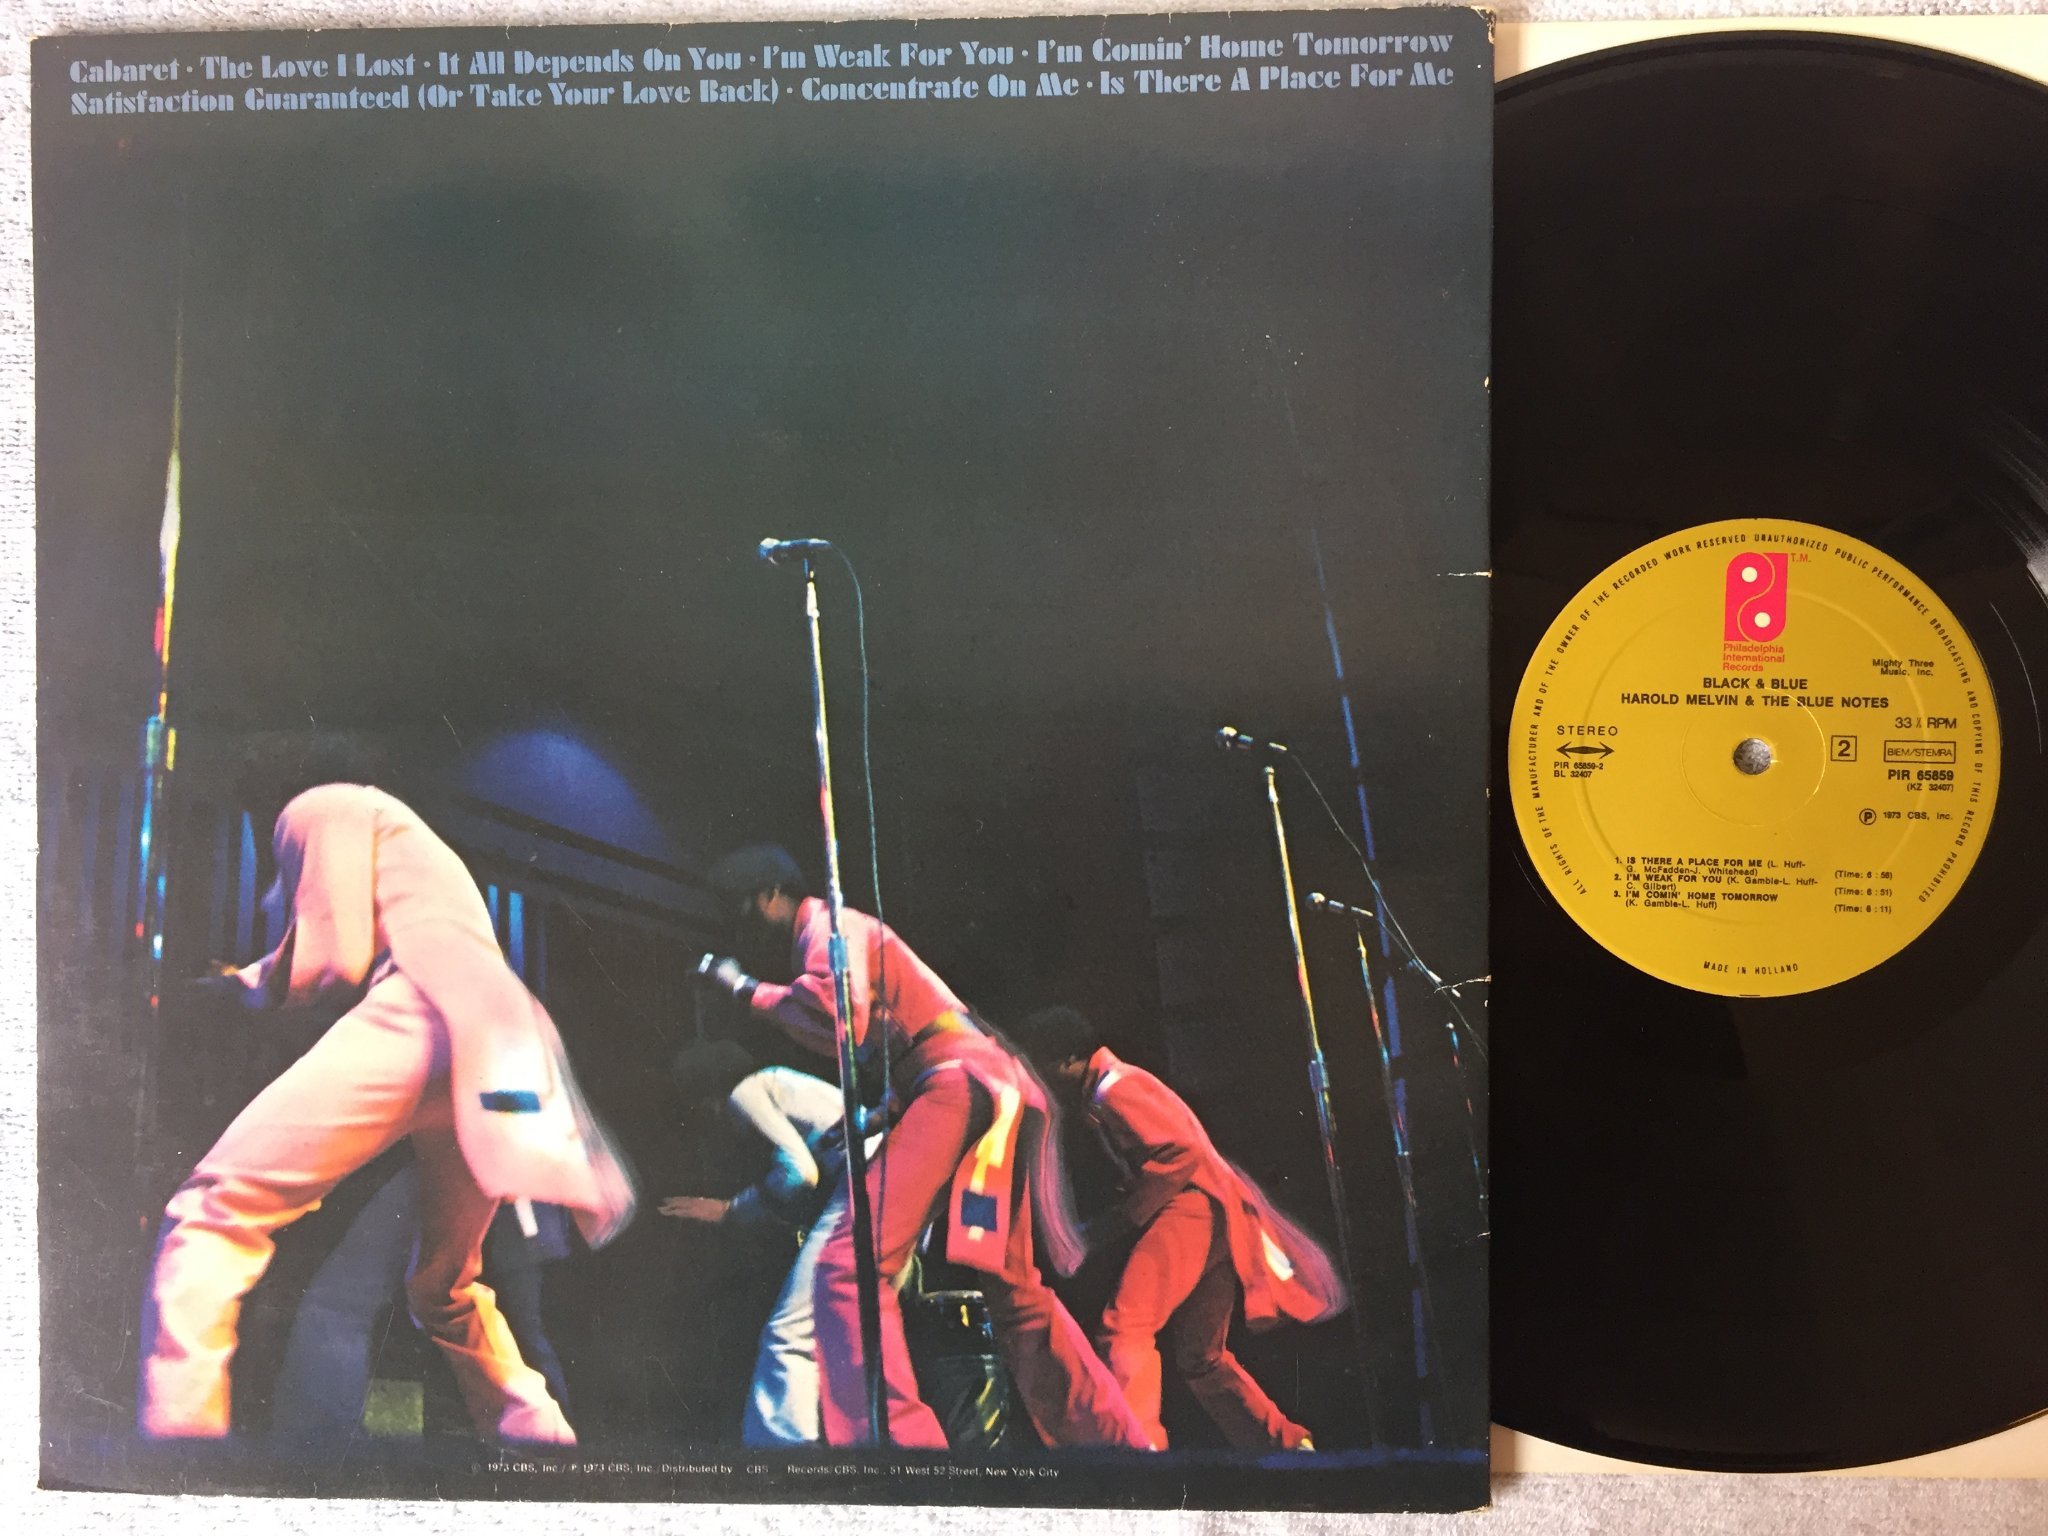 Cabaret · The Love I Lost · It All Depends On You · I'm Weak For You · I'm Comin' Home Tomorrow
Satisfaction Guaranteed (Or Take Your Love Back) · Concentrate On Me · Is There A Place For Me
© 1973 CBS, Inc./ ℗ 1973 CBS, Inc./Distributed by CBS Records/CBS, Inc., 51 West 52 Street, New York City
ALL RIGHTS OF THE MANUFACTURER AND OF THE OWNER OF THE RECORDED WORK RESERVED UNAUTHORIZED PUBLIC PERFORMANCE BROADCASTING AND COPYING OF THIS RECORD PROHIBITED
T.M.
Philadelphia
International
Records
Mighty Three
Music, Inc.
BLACK & BLUE
HAROLD MELVIN & THE BLUE NOTES
STEREO
33⅓ RPM
PIR 65859-2
BL 32407
2
BIEM/STEMRA
PIR 65859
(KZ 32407)
℗ 1973 CBS, Inc.
1. IS THERE A PLACE FOR ME (L. Huff-
G. McFadden-J. Whitehead) (Time: 6 : 56)
2. I'M WEAK FOR YOU (K. Gamble-L. Huff-
C. Gilbert) (Time: 6 : 51)
3. I'M COMIN' HOME TOMORROW
(K. Gamble-L. Huff) (Time: 6 : 11)
MADE IN HOLLAND